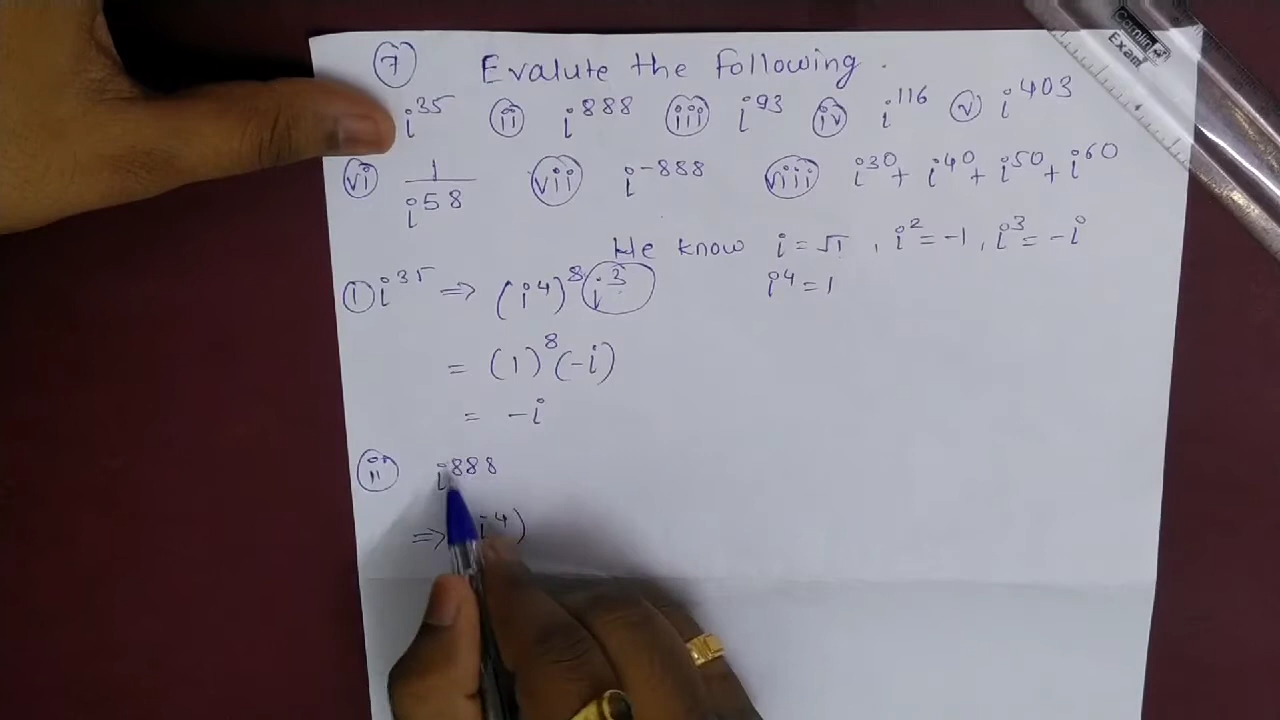 7 Evalute the following .
i^35 ii i^888 iii i^93 iv i^116 v i^403
vi 1/i^58 vii i^-888 viii i^30 + i^40 + i^50 + i^60
We know i = √1 , i^2 = -1 , i^3 = -i
i^4 = 1
i i^35 ⇒ (i^4)^8 i^3
= (1)^8 (-i)
= -i
ii i^888
⇒ (i^4)
Camlin
Exam